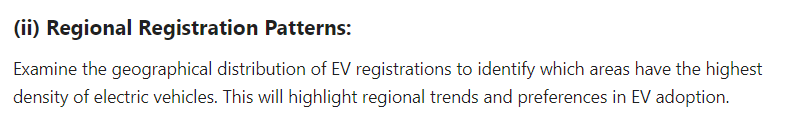 (ii) Regional Registration Patterns:
Examine the geographical distribution of EV registrations to identify which areas have the highest
density of electric vehicles. This will highlight regional trends and preferences in EV adoption.